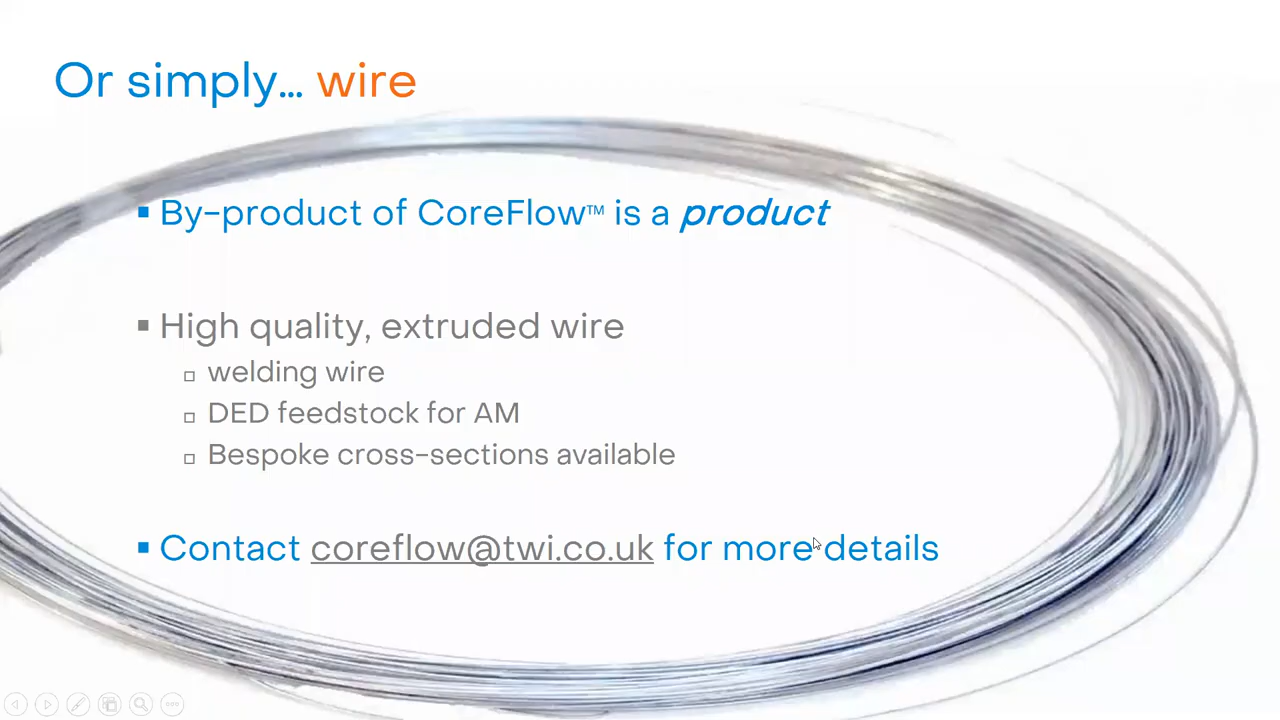 Or simply... wire
By-product of CoreFlow™ is a product
High quality, extruded wire
welding wire
DED feedstock for AM
Bespoke cross-sections available
Contact coreflow@twi.co.uk for more details